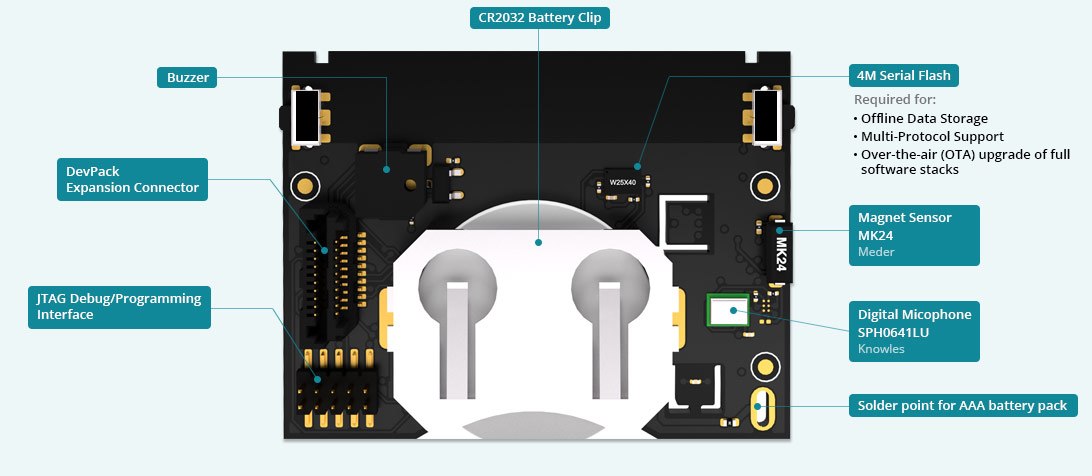 CR2032 Battery Clip
Buzzer
4M Serial Flash
Required for:
• Offline Data Storage
• Multi-Protocol Support
• Over-the-air (OTA) upgrade of full
software stacks
DevPack
Expansion Connector
W25X40
Magnet Sensor
MK24
Meder
MK24
JTAG Debug/Programming
Interface
Digital Micophone
SPH0641LU
Knowles
Solder point for AAA battery pack